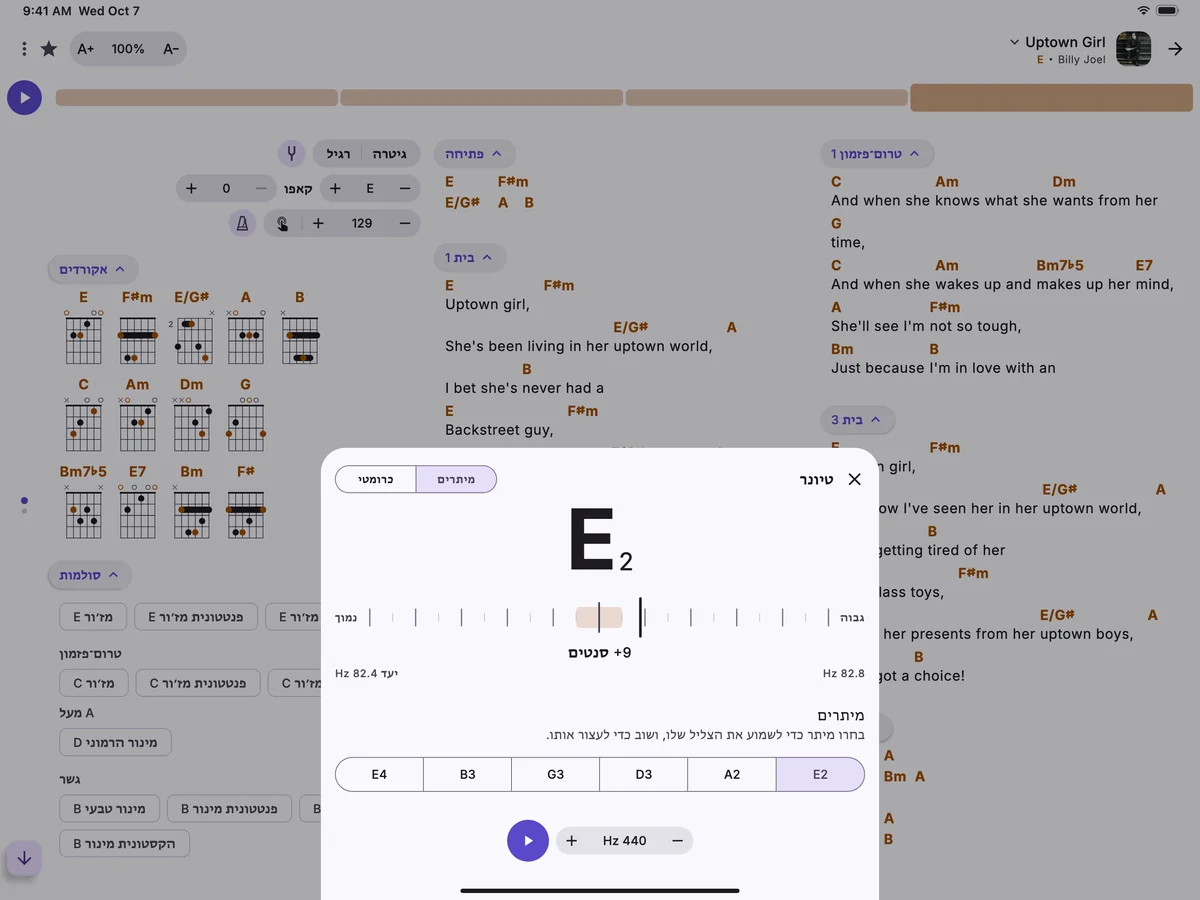 9:41 AM Wed Oct 7
A+ 100% A-
Uptown Girl
E • Billy Joel
גיטרה רגיל
+ 0 − קאפו + E −
+ 129 −
אקורדים
E F#m E/G# A B
2
C Am Dm G
Bm7♭5 E7 Bm F#
סולמות
E מז׳ור
E פנטטונית מז׳ור
E מז׳ור
טרום־פזמון
C מז׳ור
C פנטטונית מז׳ור
C מז׳
A מעל
D מינור הרמוני
גשר
B מינור טבעי
B פנטטונית מינור
B
B הקסטונית מינור
פתיחה
E F#m
E/G# A B
בית 1
E F#m
Uptown girl,
E/G# A
She's been living in her uptown world,
B
I bet she's never had a
E F#m
Backstreet guy,
טרום־פזמון 1
C Am Dm
And when she knows what she wants from her
G
time,
C Am Bm7♭5 E7
And when she wakes up and makes up her mind,
A F#m
She'll see I'm not so tough,
Bm B
Just because I'm in love with an
בית 3
E F#m
girl,
E/G# A
I've seen her in her uptown world,
B
getting tired of her
F#m
toys,
E/G# A
her presents from her uptown boys,
B
a choice!
A
Bm A
A
B
טיונר
מיתרים
כרומטי
E2
נמוך
גבוה
+9 סנטים
יעד 82.4 Hz
82.8 Hz
מיתרים
בחרו מיתר כדי לשמוע את הצליל שלו, ושוב כדי לעצור אותו.
E4 B3 G3 D3 A2 E2
+ 440 Hz −